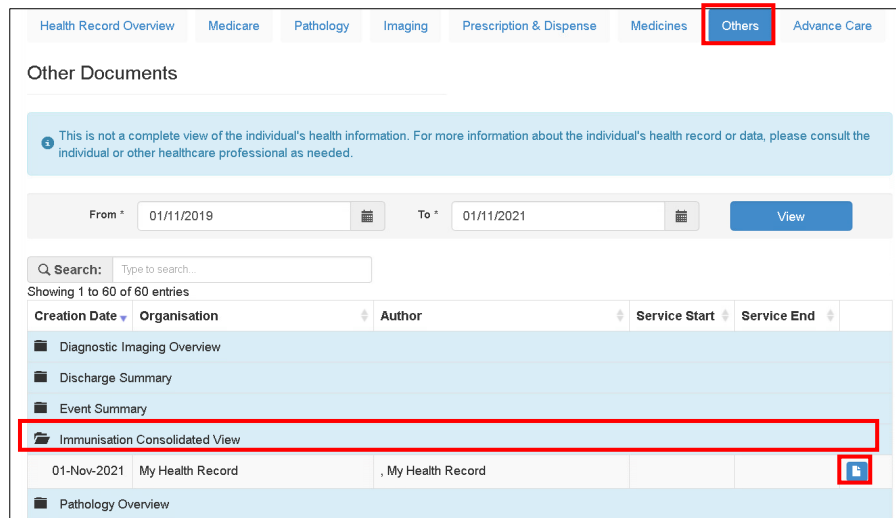 Health Record Overview Medicare Pathology Imaging Prescription & Dispense Medicines Others Advance Care
Other Documents
This is not a complete view of the individual's health information. For more information about the individual's health record or data, please consult the
individual or other healthcare professional as needed.
From * 01/11/2019 To * 01/11/2021 View
Search: Type to search...
Showing 1 to 60 of 60 entries
Creation Date Organisation Author Service Start Service End
Diagnostic Imaging Overview
Discharge Summary
Event Summary
Immunisation Consolidated View
01-Nov-2021 My Health Record , My Health Record
Pathology Overview